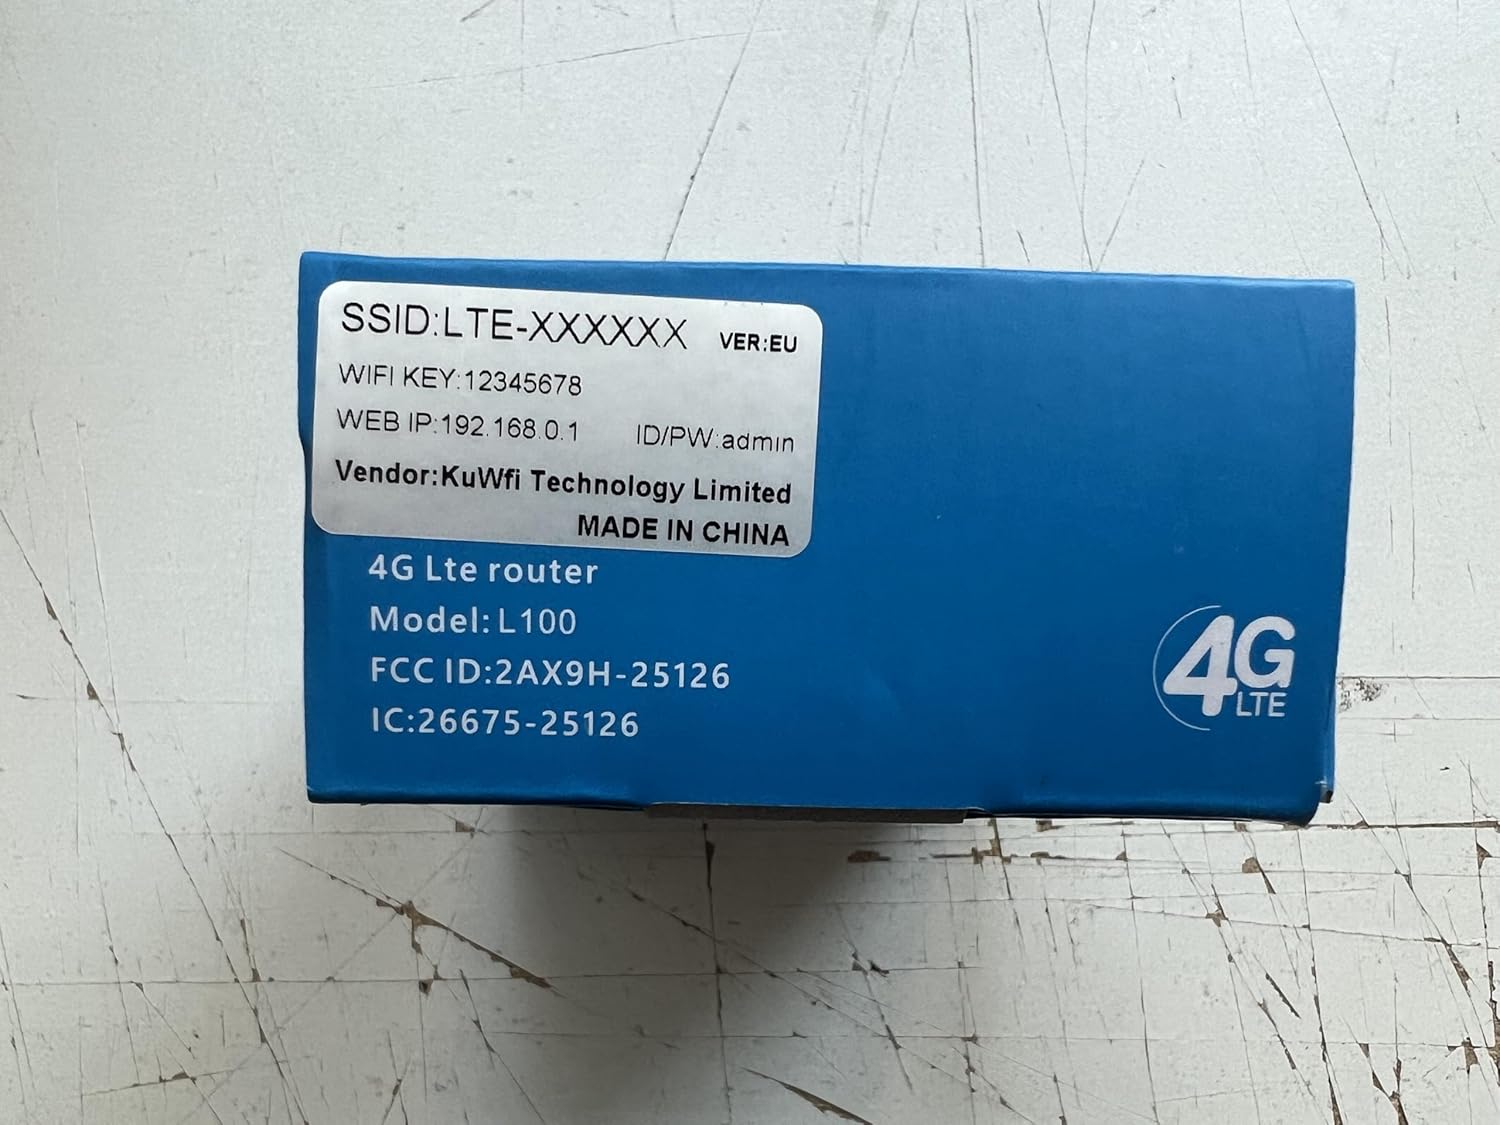 SSID:LTE-XXXXXX VER:EU
WIFI KEY:12345678
WEB IP:192.168.0.1 ID/PW:admin
Vendor:KuWfi Technology Limited
MADE IN CHINA
4G Lte router
Model:L100
FCC ID:2AX9H-25126
IC:26675-25126
4G
LTE